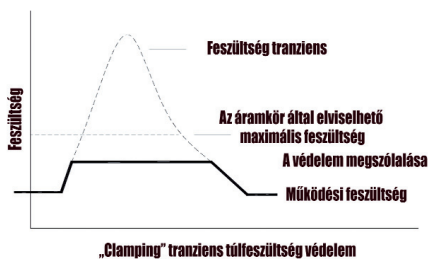 Feszültség tranziens
Feszültség
Az áramkör által elviselhető
maximális feszültség
A védelem megszólalása
Működési feszültség
„Clamping” tranziens túlfeszültség védelem